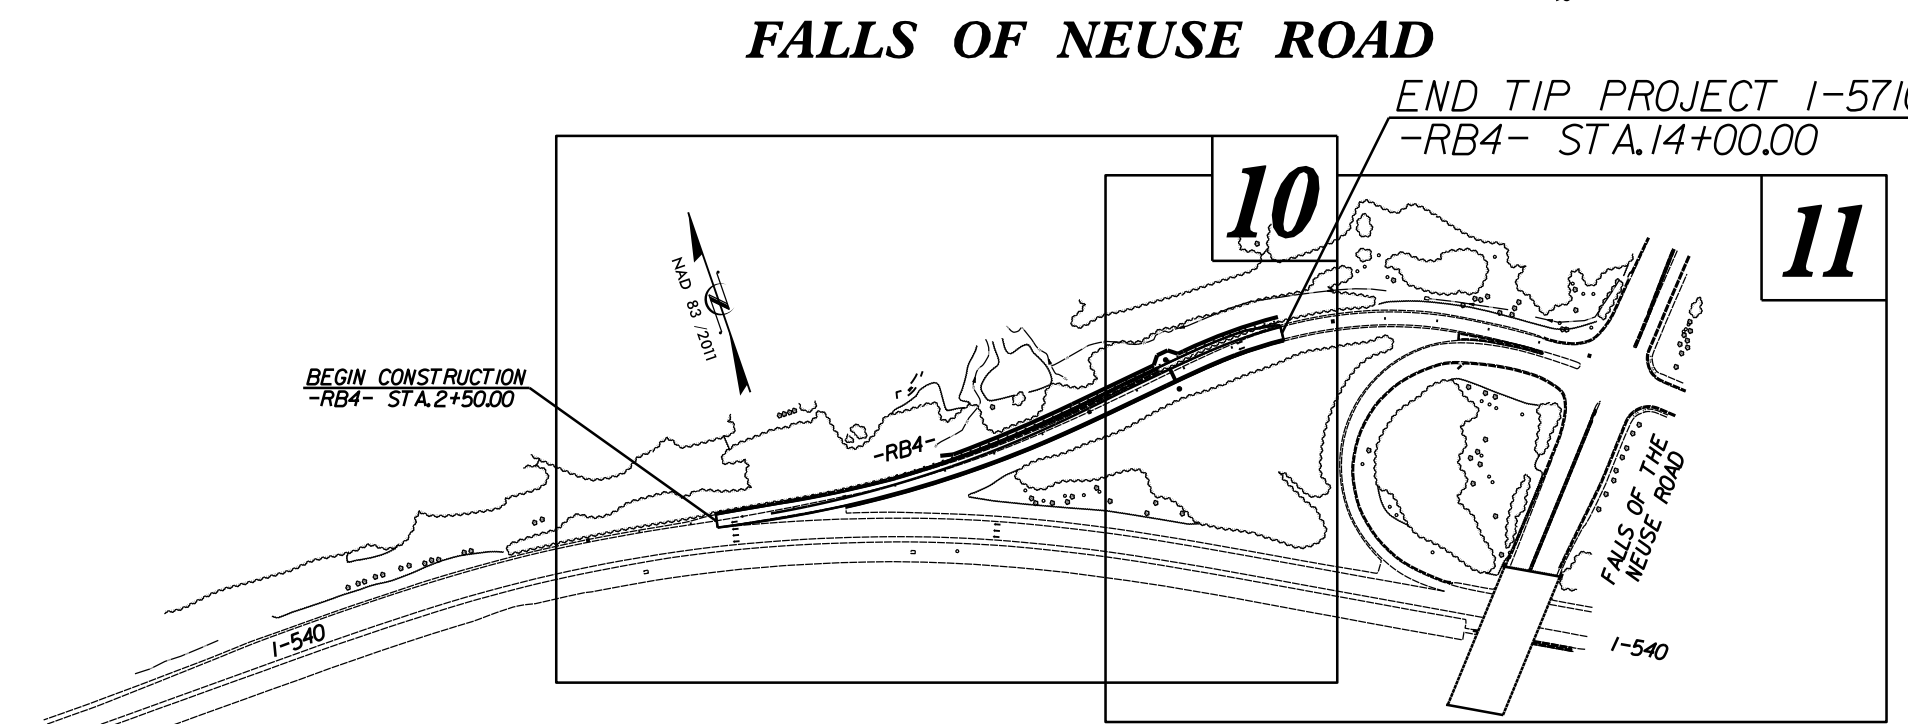 FALLS OF NEUSE ROAD
END TIP PROJECT I-571
-RB4- STA.14+00.00
10
11
NAD 83 /2011
BEGIN CONSTRUCTION
-RB4- STA.2+50.00
-RB4-
FALLS OF THE
NEUSE ROAD
I-540
I-540